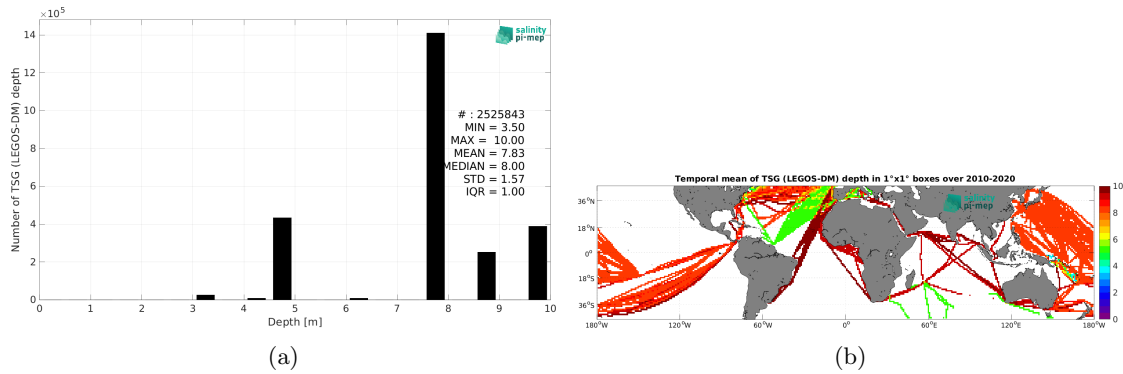 ×10⁵
14
12
10
8
6
4
2
0
Number of TSG (LEGOS-DM) depth
salinity
pi-mep
# : 2525843
MIN = 3.50
MAX = 10.00
MEAN = 7.83
MEDIAN = 8.00
STD = 1.57
IQR = 1.00
0 1 2 3 4 5 6 7 8 9 10
Depth [m]
(a)
Temporal mean of TSG (LEGOS-DM) depth in 1°x1° boxes over 2010-2020
salinity
pi-mep
36°N
18°N
0°
18°S
36°S
180°W 120°W 60°W 0° 60°E 120°E 180°W
10
8
6
4
2
0
(b)